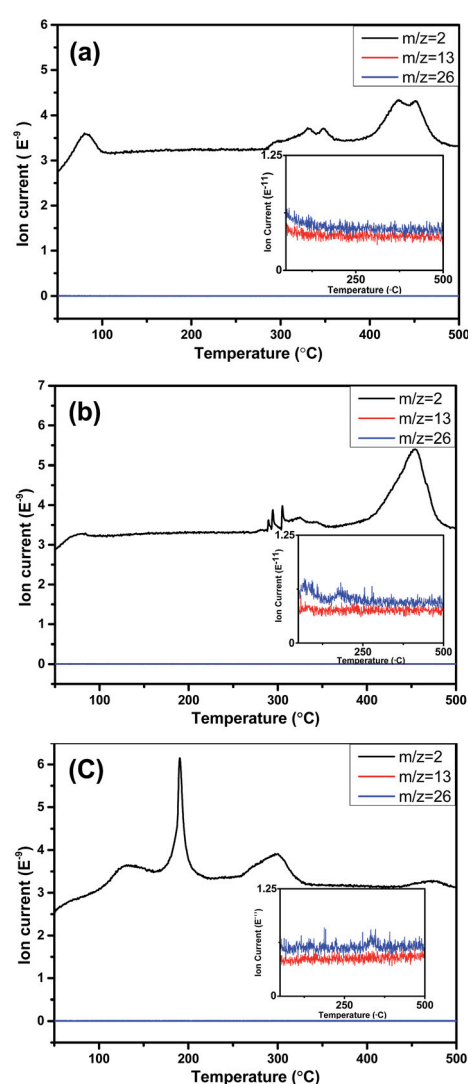 (a)
m/z=2
m/z=13
m/z=26
Ion current ( E⁻⁹)
6
5
4
3
2
1
0
1.25
0
Ion Current (E⁻¹¹)
250 500
Temperature (◦C)
100 200 300 400 500
Temperature (°C)
(b)
m/z=2
m/z=13
m/z=26
Ion current (E⁻⁹)
7
6
5
4
3
2
1
0
1.25
0
Ion Current (E⁻¹¹)
250 500
Temperature (◦C)
100 200 300 400 500
Temperature (°C)
(C)
m/z=2
m/z=13
m/z=26
Ion current (E⁻⁹)
6
5
4
3
2
1
0
1.25
0
Ion Current
250 500
Temperature (◦C)
100 200 300 400 500
Temperature (°C)